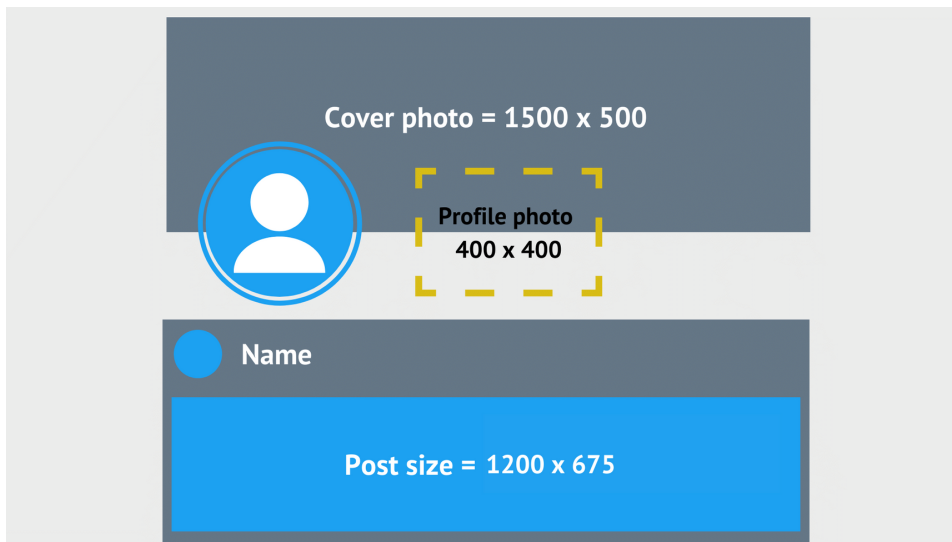 Cover photo = 1500 x 500
Profile photo
400 x 400
Name
Post size = 1200 x 675